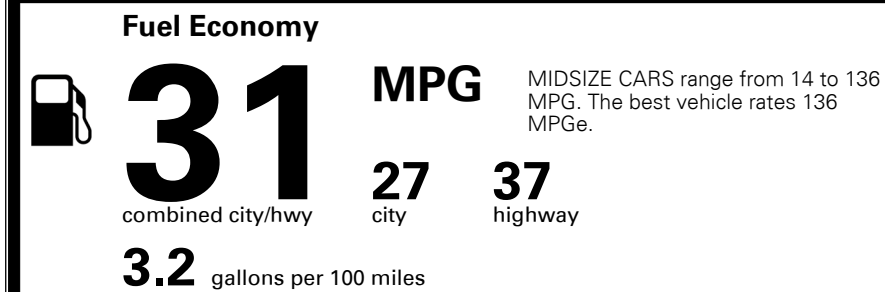 Fuel Economy
31 MPG
MIDSIZE CARS range from 14 to 136
MPG. The best vehicle rates 136
MPGe.
27 37
combined city/hwy city highway
3.2 gallons per 100 miles